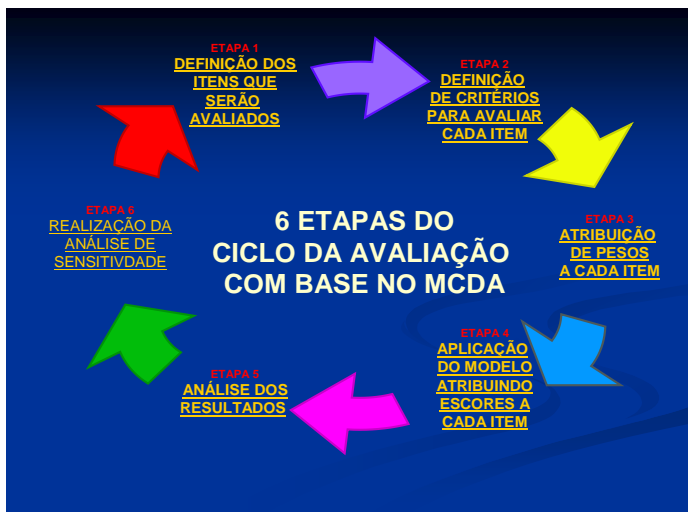 ETAPA 1
DEFINIÇÃO DOS
ITENS QUE
SERÃO
AVALIADOS
ETAPA 2
DEFINIÇÃO
DE CRITÉRIOS
PARA AVALIAR
CADA ITEM
ETAPA 3
ATRIBUIÇÃO
DE PESOS
A CADA ITEM
ETAPA 4
APLICAÇÃO
DO MODELO
ATRIBUINDO
ESCORES A
CADA ITEM
ETAPA 5
ANÁLISE DOS
RESULTADOS
ETAPA 6
REALIZAÇÃO DA
ANÁLISE DE
SENSITIVDADE
6 ETAPAS DO
CICLO DA AVALIAÇÃO
COM BASE NO MCDA